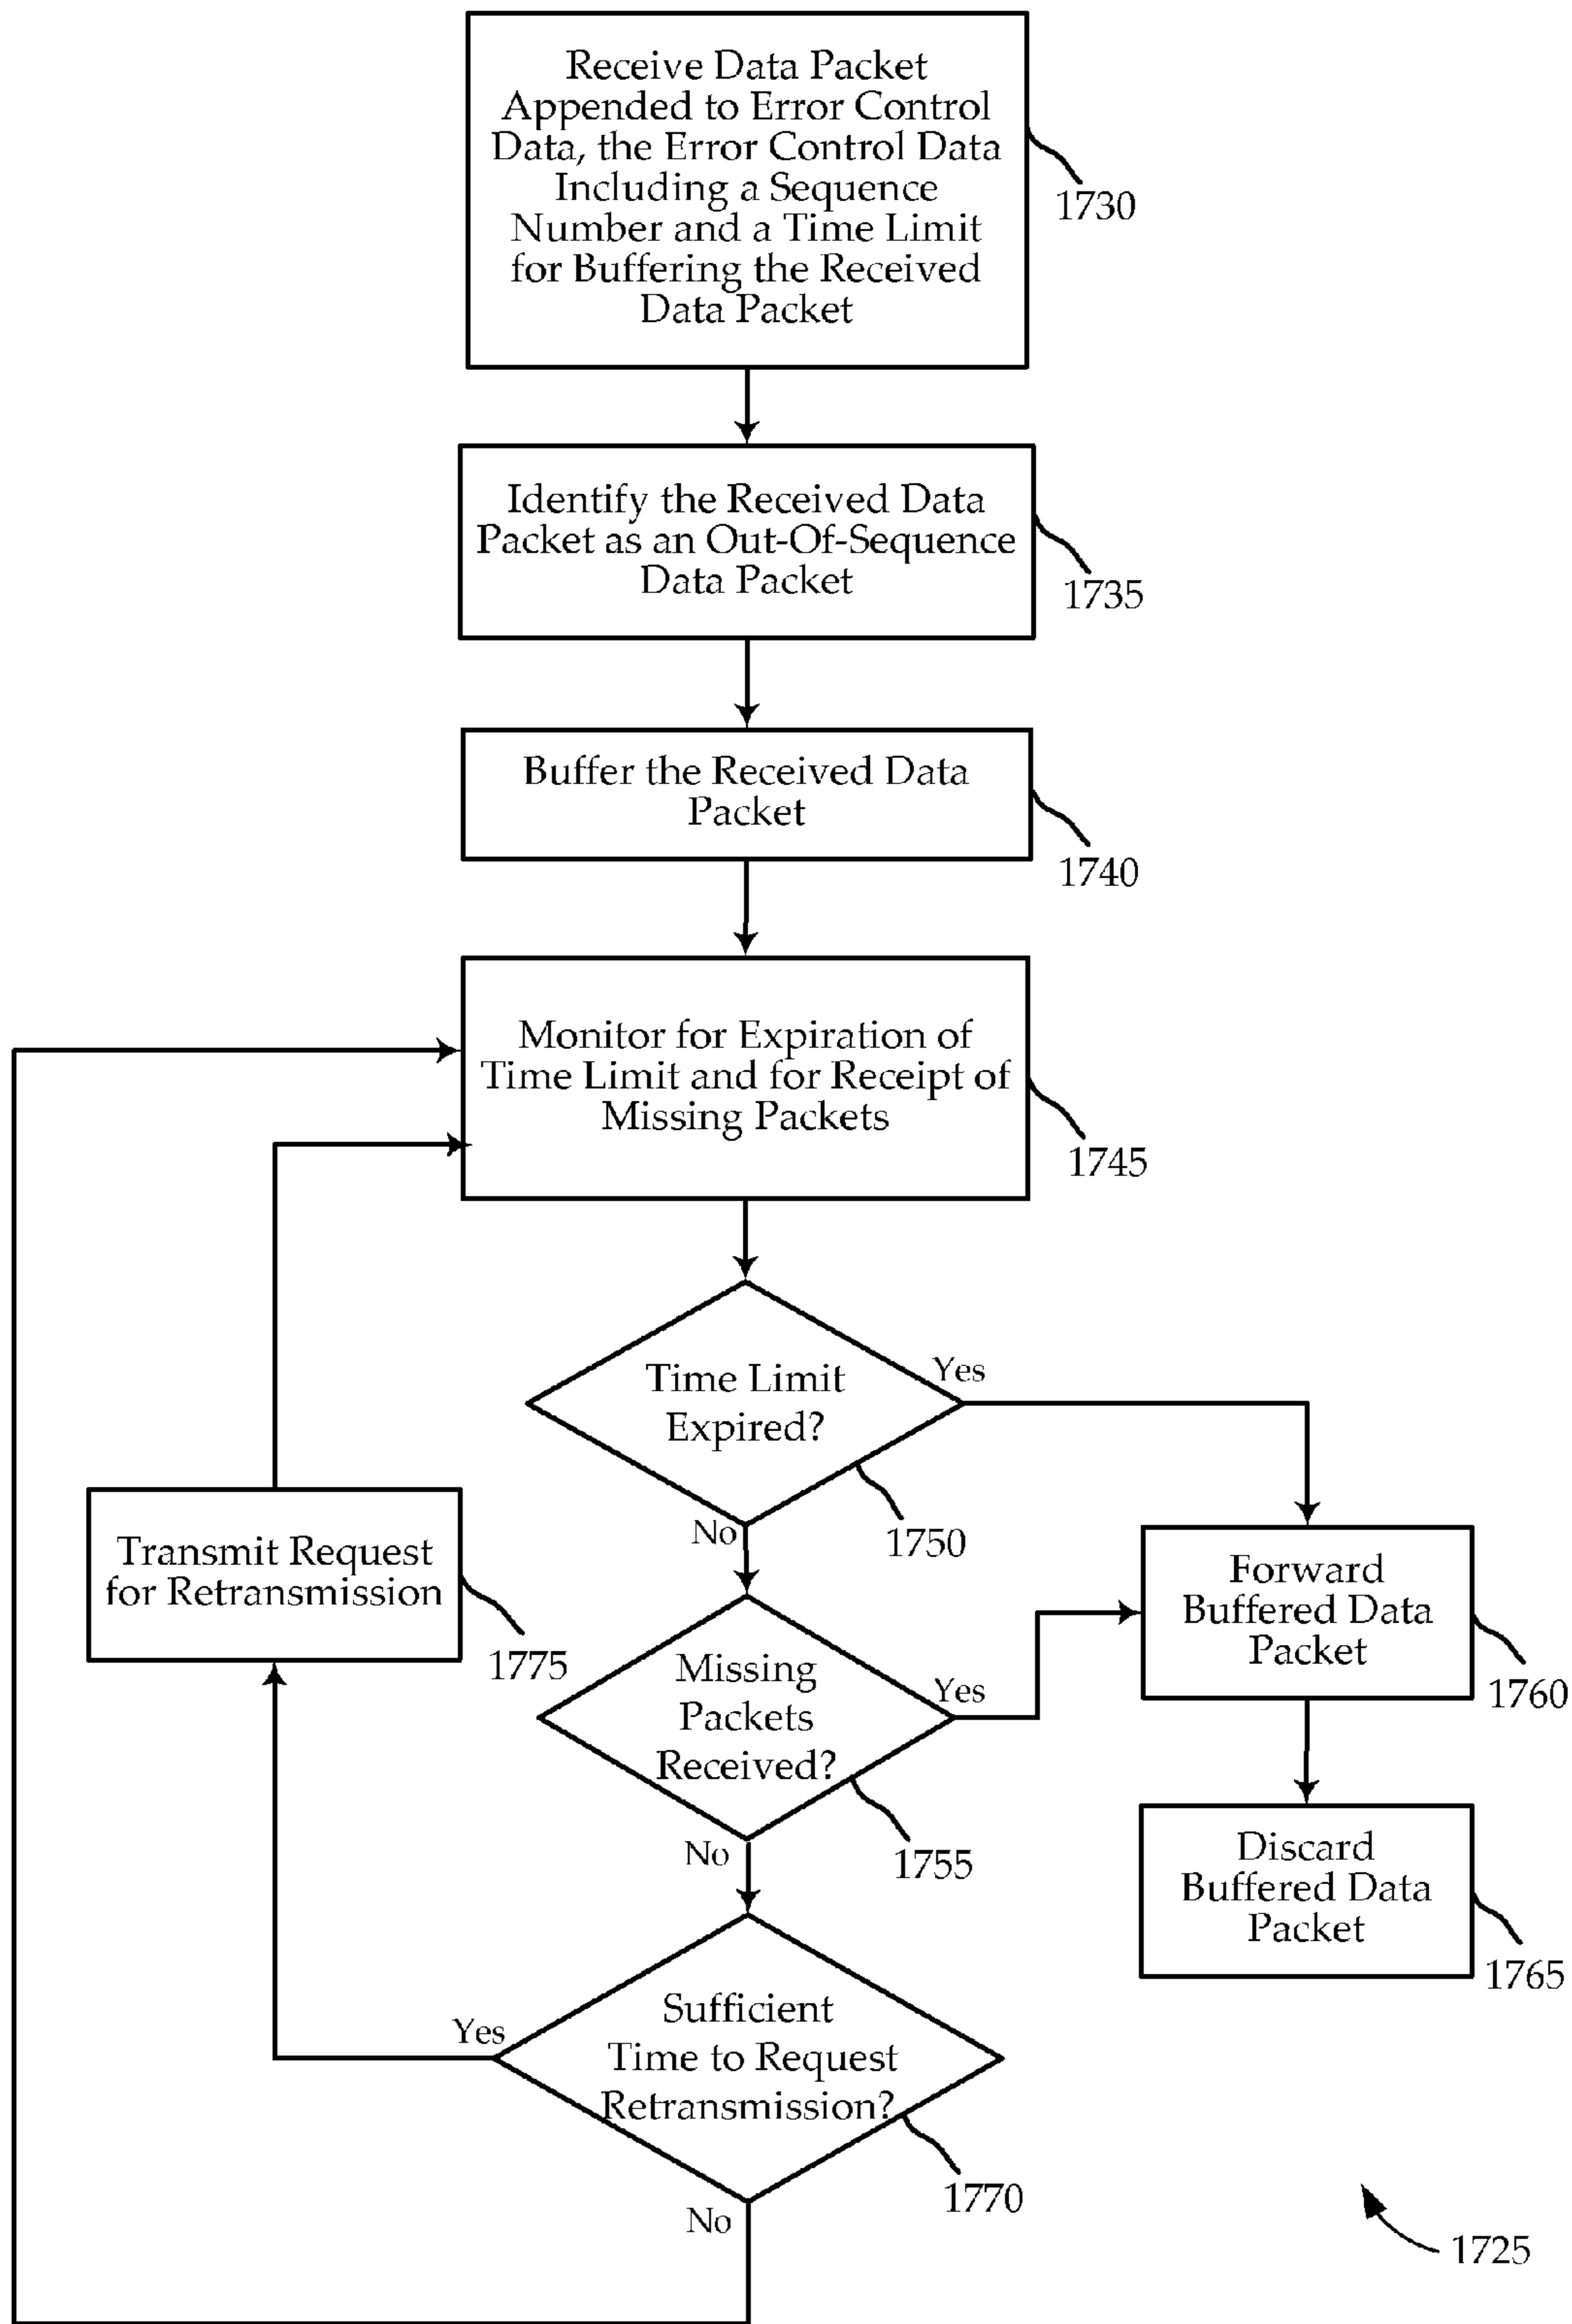 Receive Data Packet
Appended to Error Control
Data, the Error Control Data
Including a Sequence
Number and a Time Limit
for Buffering the Received
Data Packet
1730
Identify the Received Data
Packet as an Out-Of-Sequence
Data Packet
1735
Buffer the Received Data
Packet
1740
Monitor for Expiration of
Time Limit and for Receipt of
Missing Packets
1745
Time Limit
Expired?
Yes
No
1750
Transmit Request
for Retransmission
1775
Missing
Packets
Received?
Yes
No
1755
Forward
Buffered Data
Packet
1760
Discard
Buffered Data
Packet
1765
Sufficient
Time to Request
Retransmission?
Yes
No
1770
1725